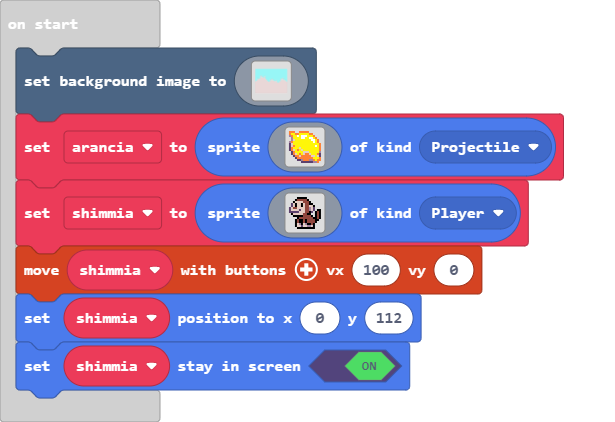 on start
set background image to
set arancia to sprite of kind Projectile
set shimmia to sprite of kind Player
move shimmia with buttons vx 100 vy 0
set shimmia position to x 0 y 112
set shimmia stay in screen ON